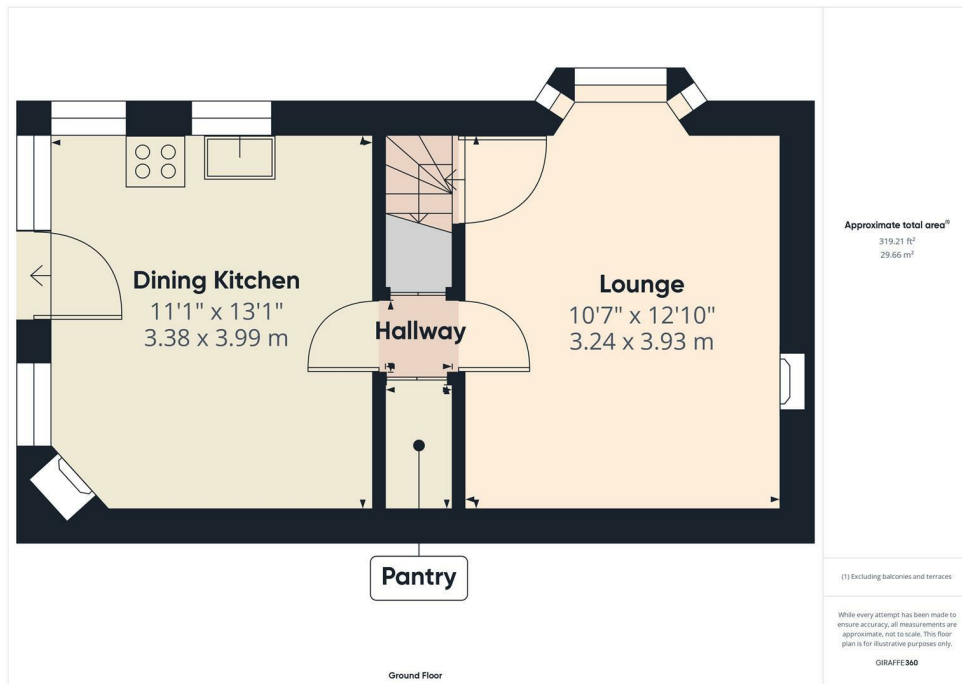 Dining Kitchen
11'1" x 13'1"
3.38 x 3.99 m
Hallway
Lounge
10'7" x 12'10"
3.24 x 3.93 m
Pantry
Ground Floor
Approximate total area⁽¹⁾
319.21 ft²
29.66 m²
(1) Excluding balconies and terraces
While every attempt has been made to
ensure accuracy, all measurements are
approximate, not to scale. This floor
plan is for illustrative purposes only.
GIRAFFE360